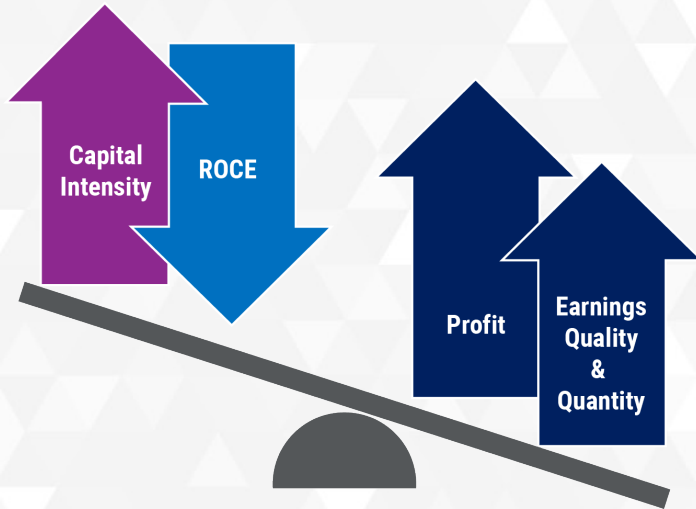 Capital
Intensity
ROCE
Profit
Earnings
Quality
&
Quantity